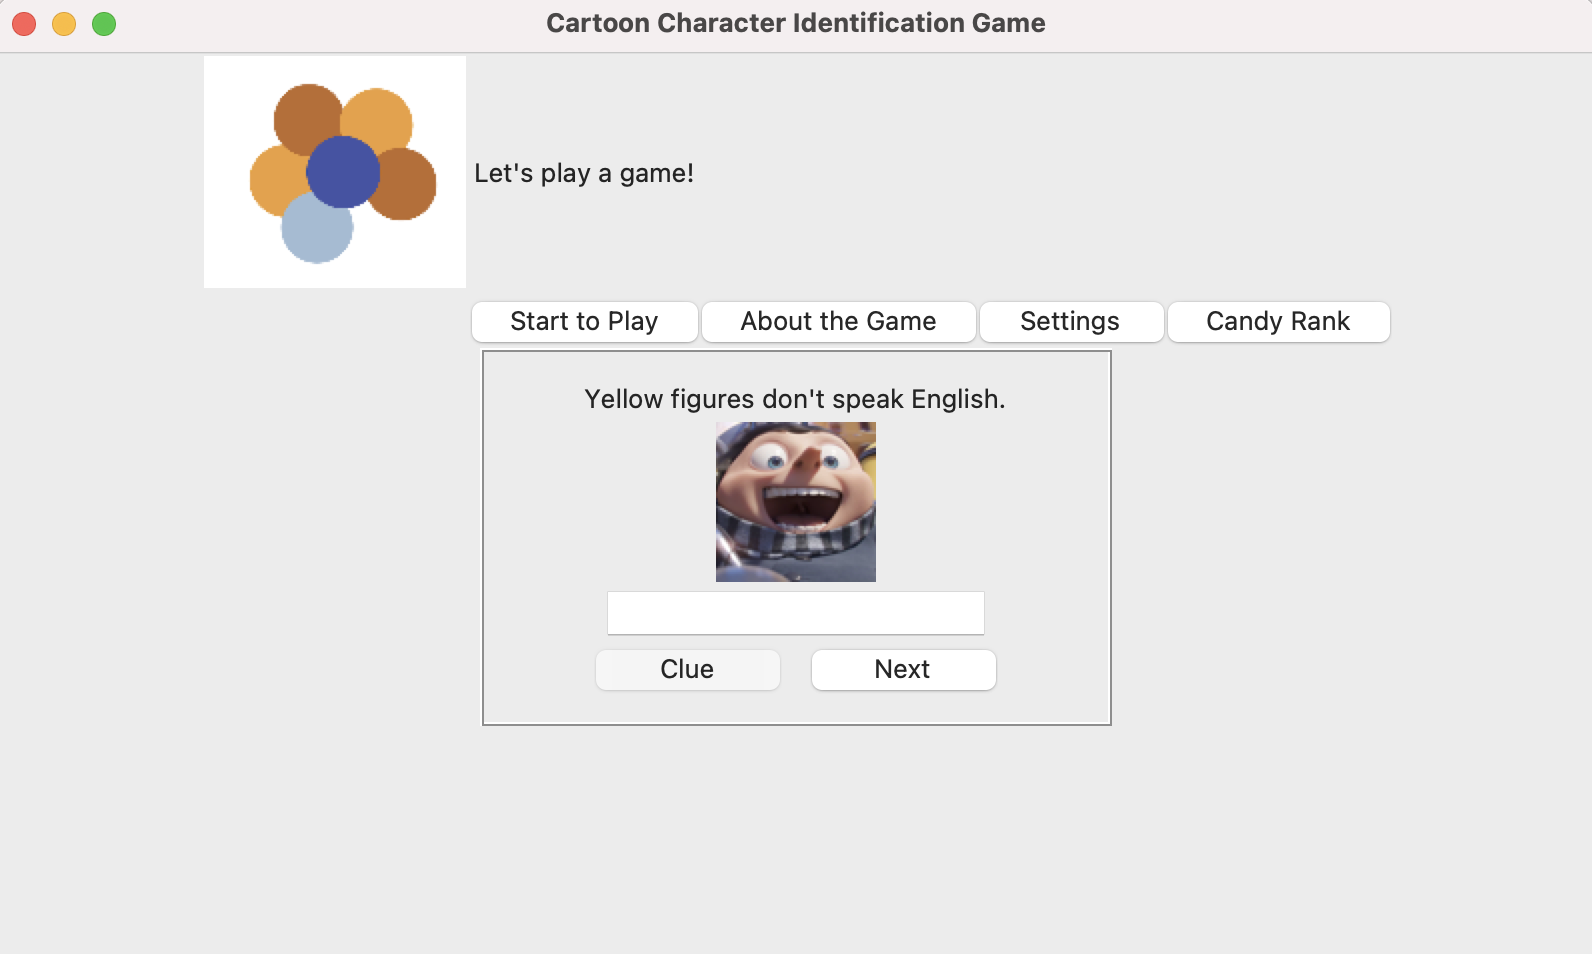 Cartoon Character Identification Game
Let's play a game!
Start to Play
About the Game
Settings
Candy Rank
Yellow figures don't speak English.
Clue
Next